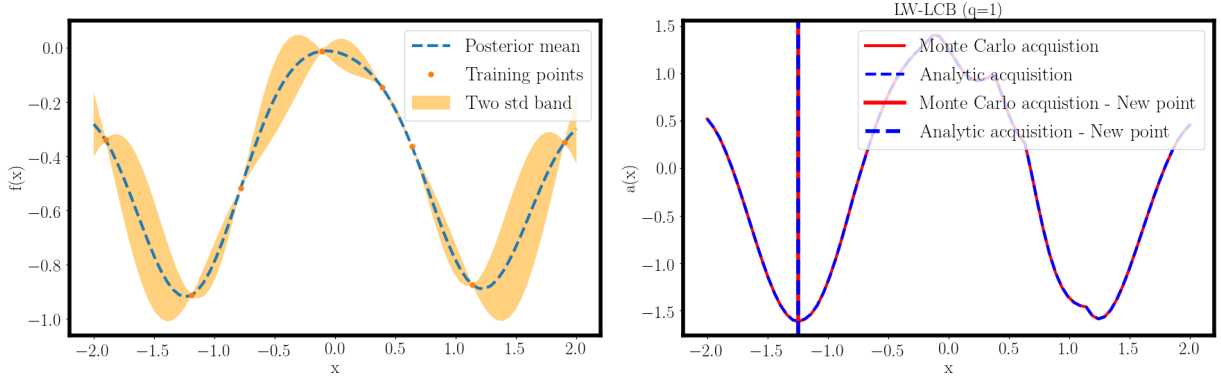 LW-LCB (q=1)
0.0
−0.2
−0.4
−0.6
−0.8
−1.0
f(x)
Posterior mean
Training points
Two std band
−2.0 −1.5 −1.0 −0.5 0.0 0.5 1.0 1.5 2.0
x
1.5
1.0
0.5
0.0
−0.5
−1.0
−1.5
a(x)
Monte Carlo acquistion
Analytic acquisition
Monte Carlo acquistion - New point
Analytic acquisition - New point
−2.0 −1.5 −1.0 −0.5 0.0 0.5 1.0 1.5 2.0
x